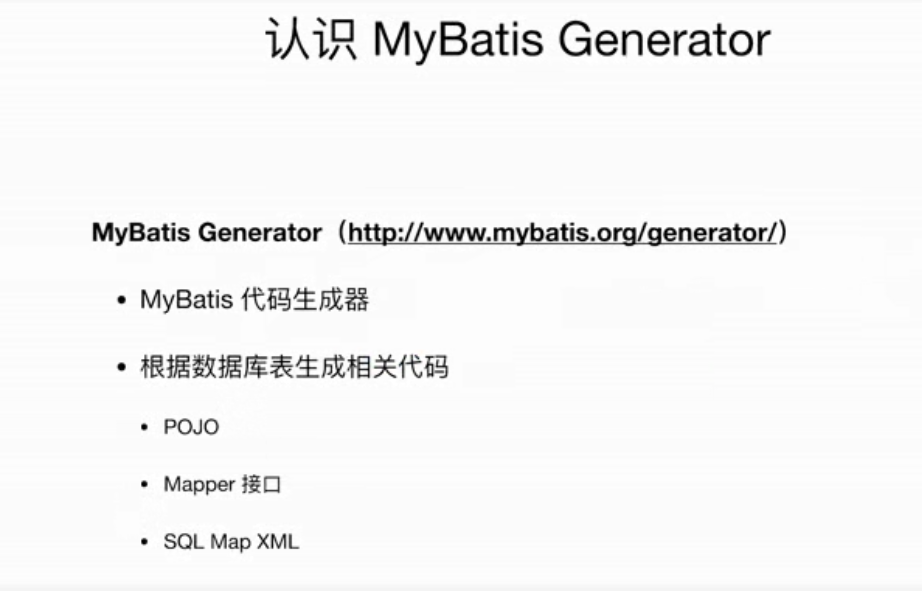 认识 MyBatis Generator
MyBatis Generator（http://www.mybatis.org/generator/）
• MyBatis 代码生成器
• 根据数据库表生成相关代码
• POJO
• Mapper 接口
• SQL Map XML